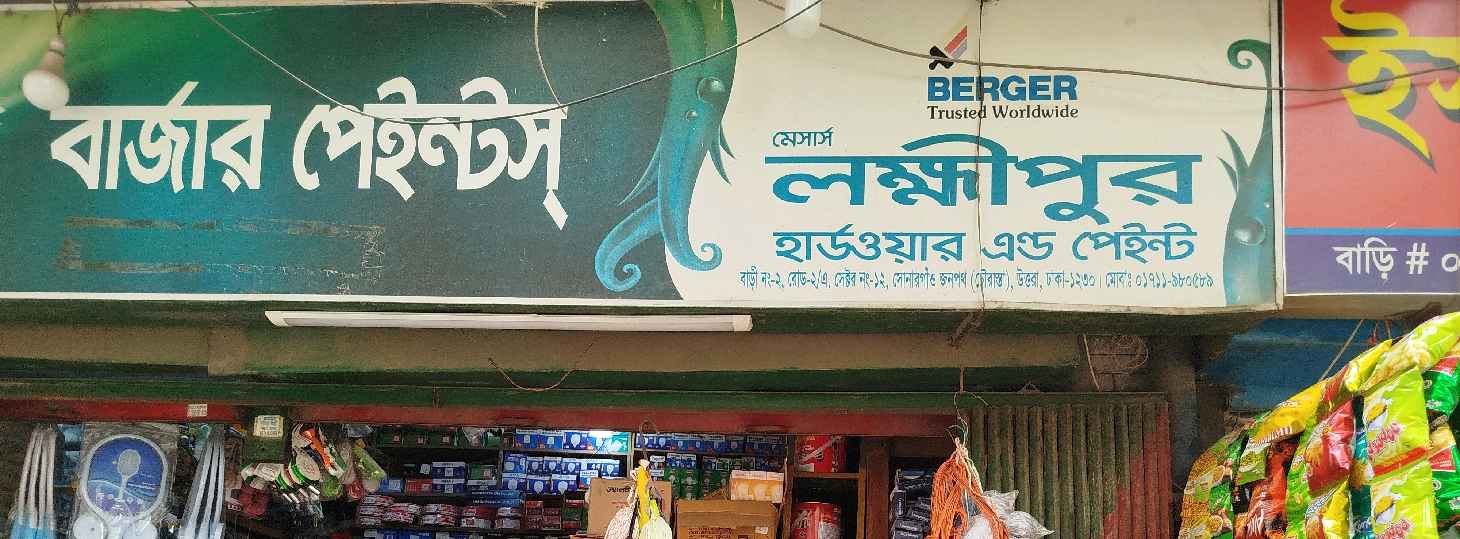 বার্জার পেইন্টস্
BERGER
Trusted Worldwide
মেসার্স
লক্ষ্মীপুর
হার্ডওয়্যার এণ্ড পেইন্ট
বাড়ী নং-২, রোড-২/এ, সেক্টর নং-১২, সোনারগাঁও জনপথ (চৌরাস্তা), উত্তরা, ঢাকা-১২৩০। মোবাঃ ০১৭১১-৯৮০৫৮৯
বাড়ি #